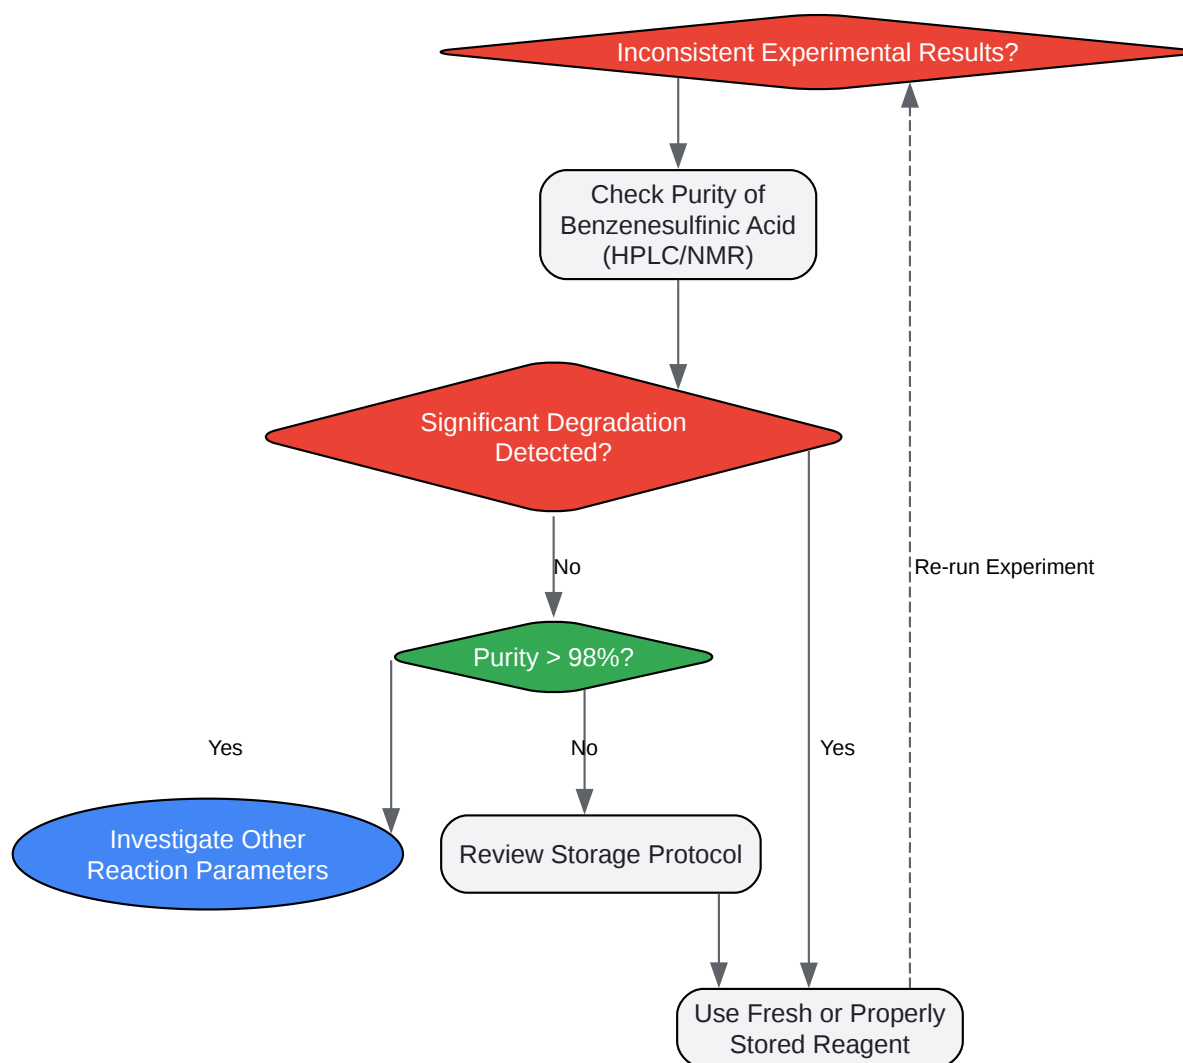 Inconsistent Experimental Results?
Check Purity of
Benzenesulfinic Acid
(HPLC/NMR)
Significant Degradation
Detected?
No
Re-run Experiment
Purity > 98%?
Yes
No
Yes
Investigate Other
Reaction Parameters
Review Storage Protocol
Use Fresh or Properly
Stored Reagent